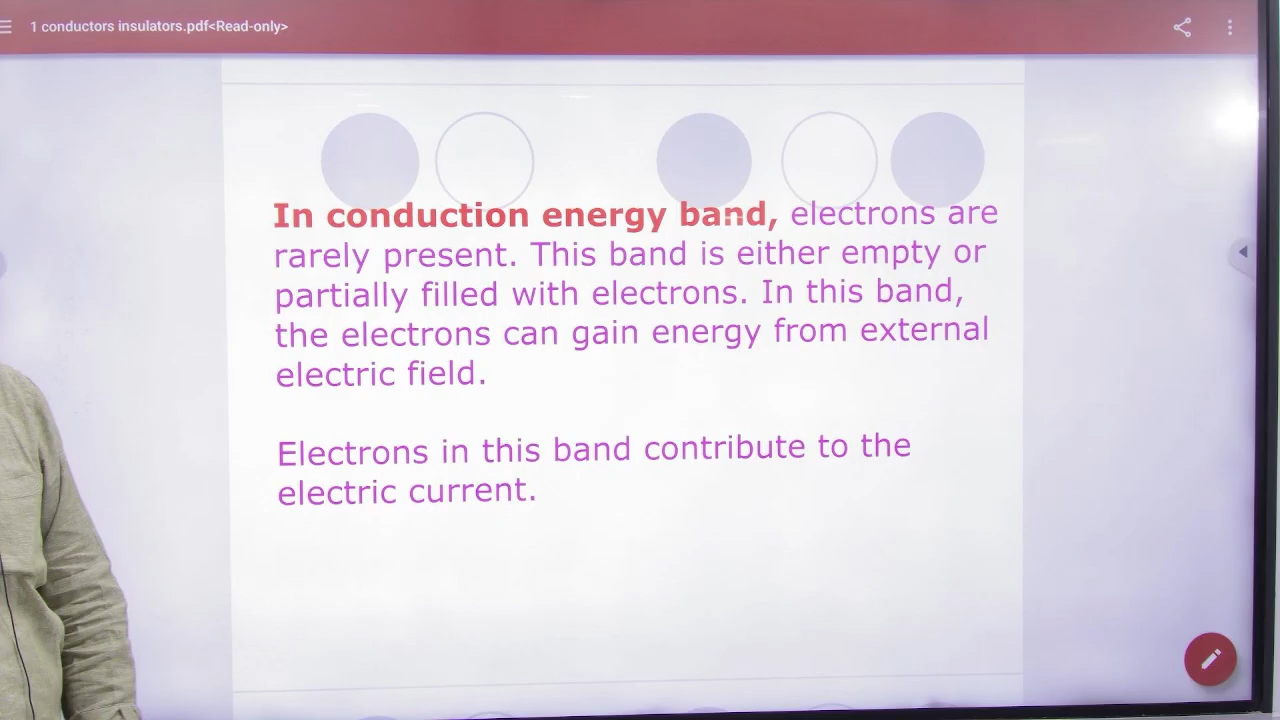 1 conductors insulators.pdf<Read-only>
In conduction energy band, electrons are
rarely present. This band is either empty or
partially filled with electrons. In this band,
the electrons can gain energy from external
electric field.
Electrons in this band contribute to the
electric current.